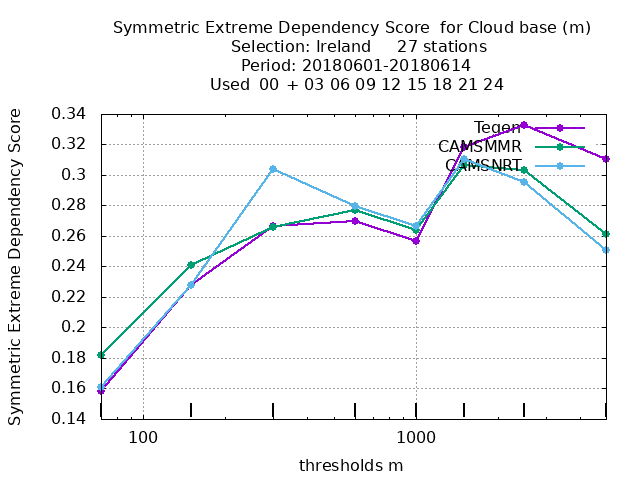 Symmetric Extreme Dependency Score for Cloud base (m)
Selection: Ireland 27 stations
Period: 20180601-20180614
Used 00 + 03 06 09 12 15 18 21 24
Symmetric Extreme Dependency Score
0.34
0.32
0.3
0.28
0.26
0.24
0.22
0.2
0.18
0.16
0.14
100
1000
thresholds m
Tegen
CAMSMMR
CAMSNRT